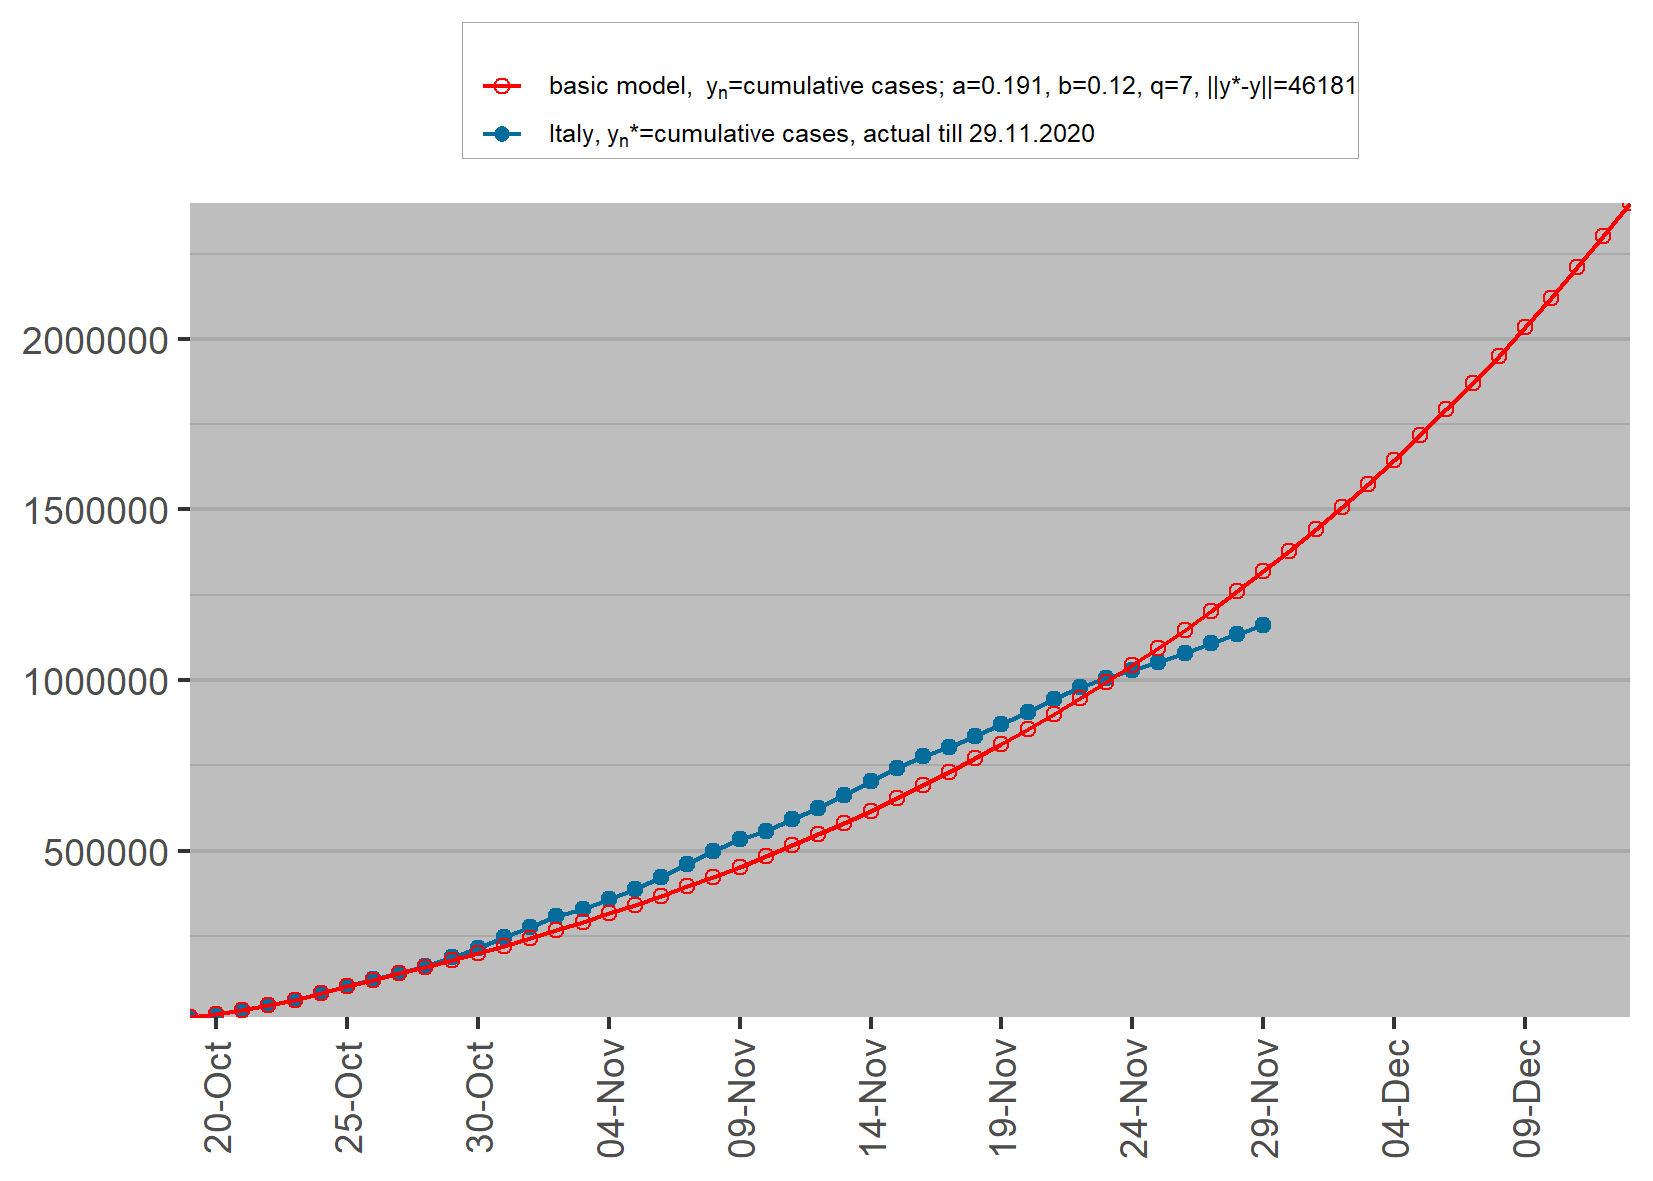 basic model, yn=cumulative cases; a=0.191, b=0.12, q=7, ||y*-y||=46181
Italy, yn*=cumulative cases, actual till 29.11.2020
2000000
1500000
1000000
500000
20-Oct
25-Oct
30-Oct
04-Nov
09-Nov
14-Nov
19-Nov
24-Nov
29-Nov
04-Dec
09-Dec